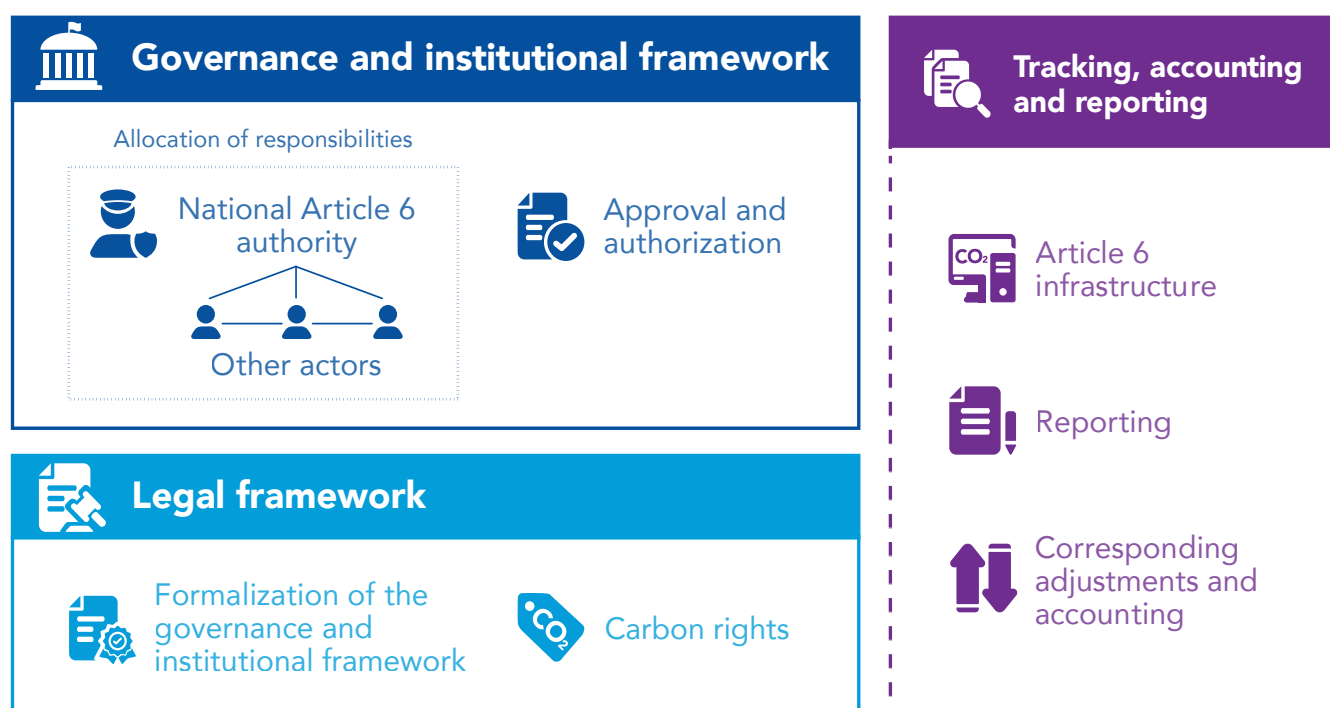 Governance and institutional framework
Allocation of responsibilities
National Article 6
authority
Other actors
Approval and
authorization
Legal framework
Formalization of the
governance and
institutional framework
CO₂
Carbon rights
Tracking, accounting
and reporting
CO₂
Article 6
infrastructure
Reporting
Corresponding
adjustments and
accounting